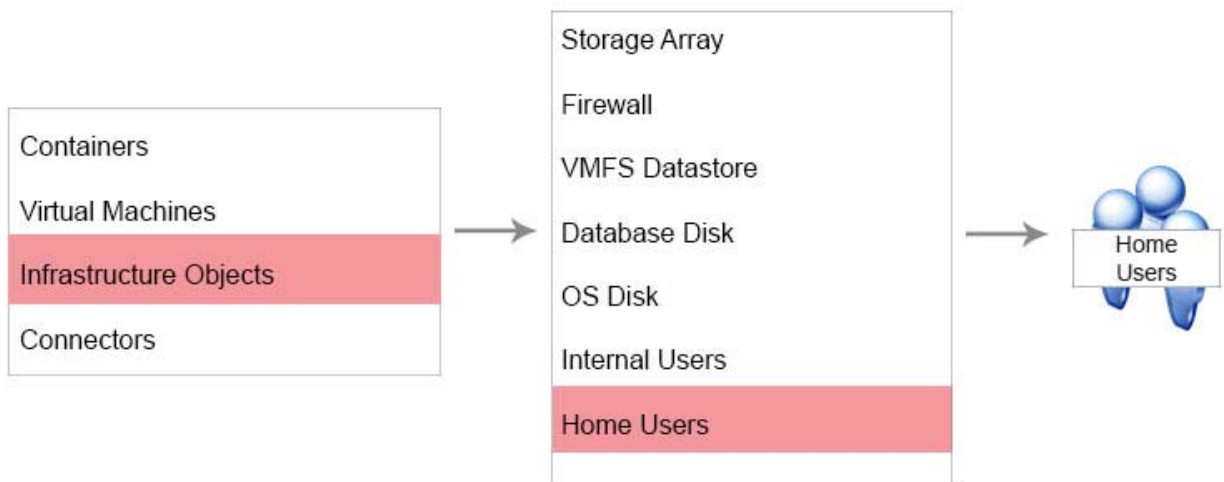 Containers
Virtual Machines
Infrastructure Objects
Connectors
Storage Array
Firewall
VMFS Datastore
Database Disk
OS Disk
Internal Users
Home Users
Home
Users